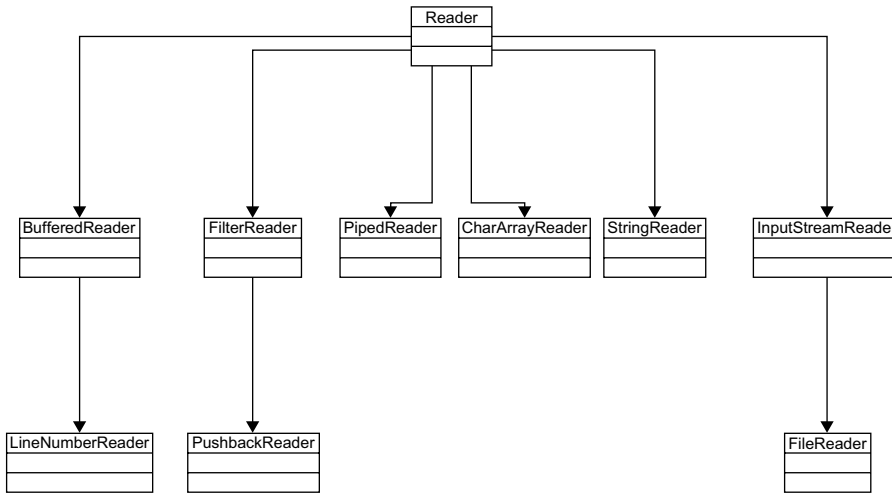 Reader
BufferedReader
FilterReader
PipedReader
CharArrayReader
StringReader
InputStreamReade
LineNumberReader
PushbackReader
FileReader